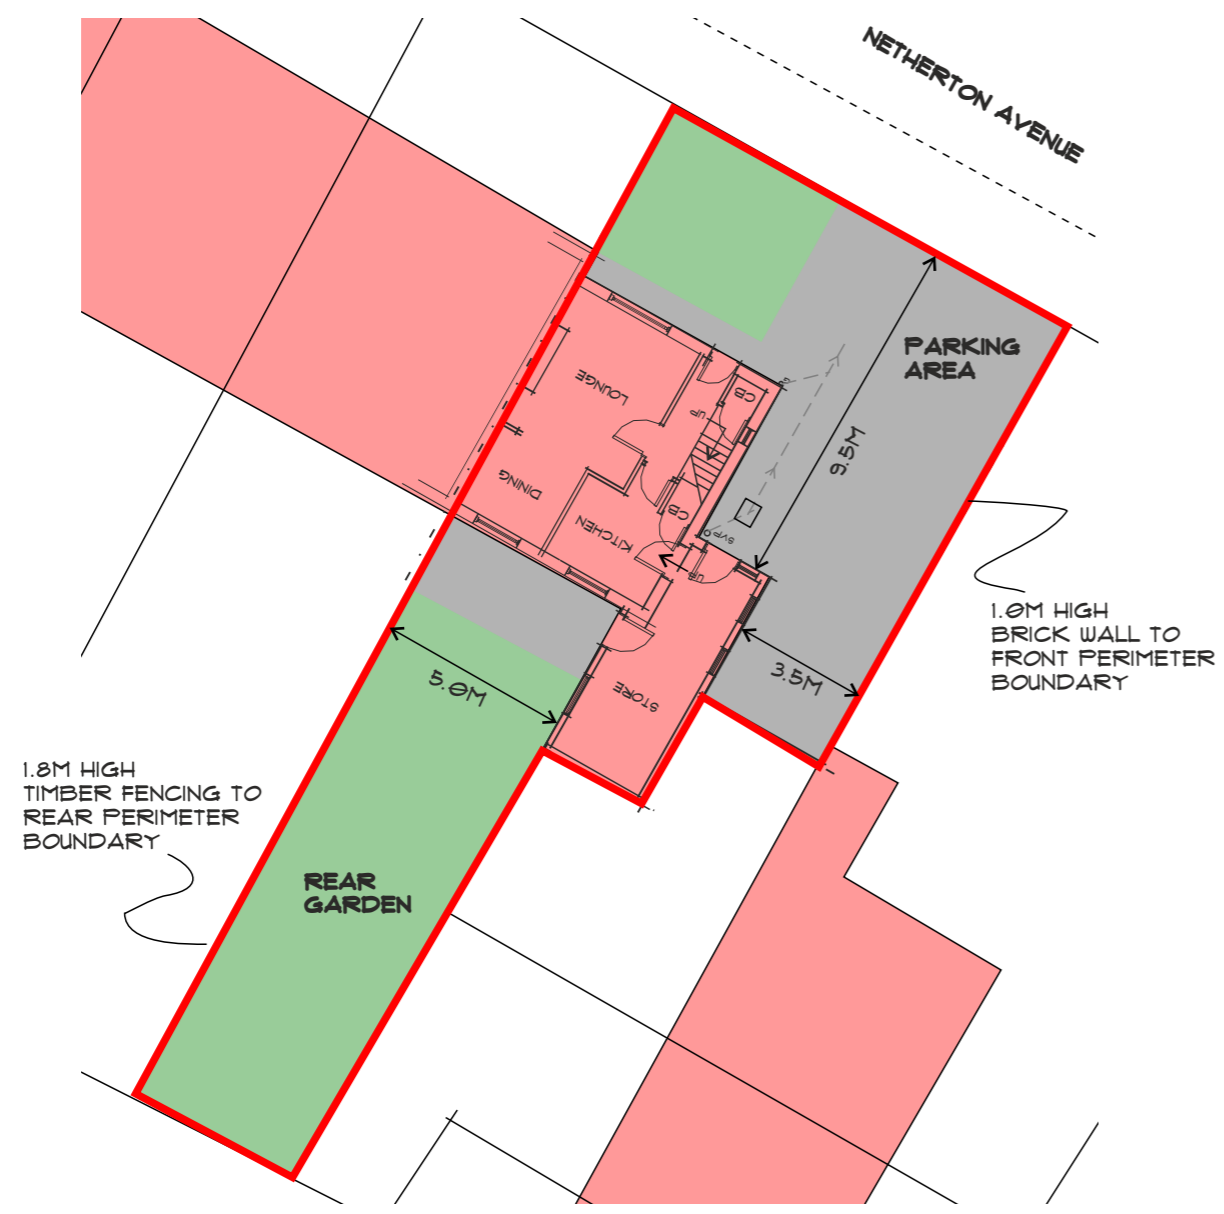 NETHERTON AVENUE
PARKING
AREA
LOUNGE
CB
UP
9.5M
DINING
KITCHEN
CB
SVP
UP
1.0M HIGH
BRICK WALL TO
FRONT PERIMETER
BOUNDARY
5.0M
3.5M
STORE
1.8M HIGH
TIMBER FENCING TO
REAR PERIMETER
BOUNDARY
REAR
GARDEN